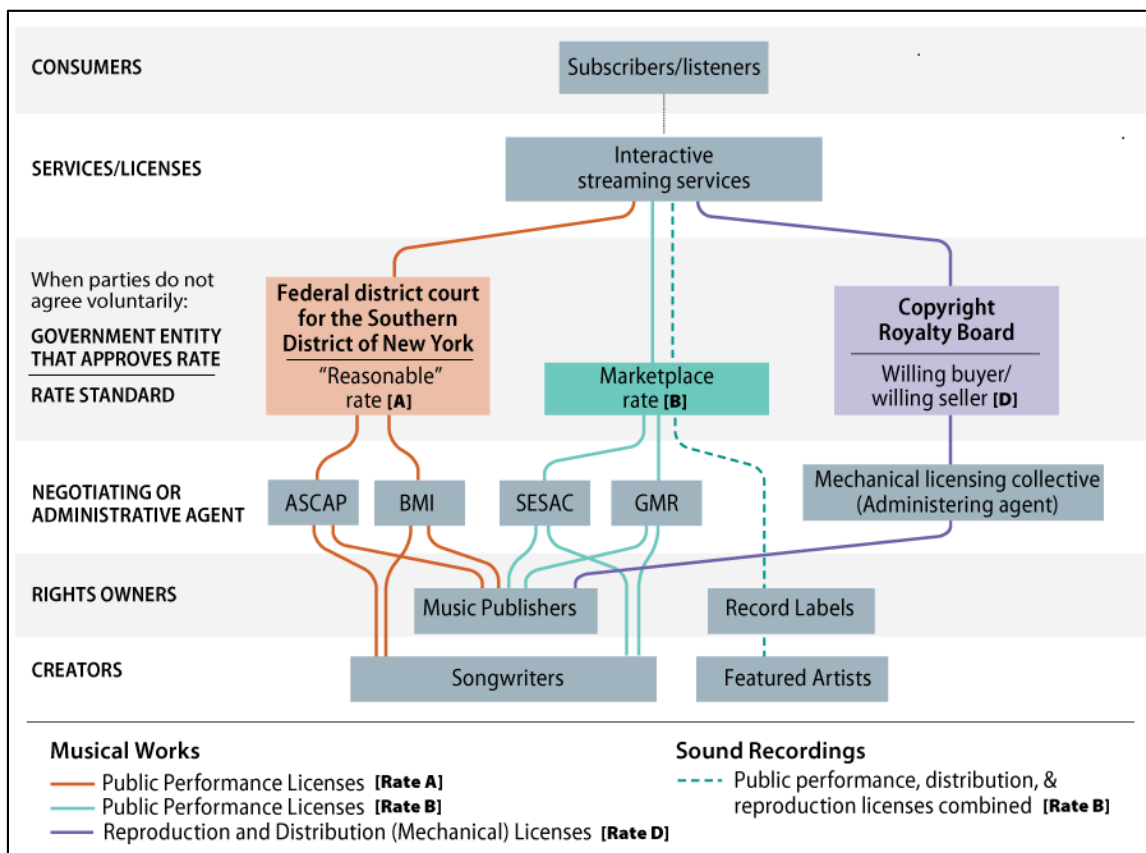 CONSUMERS
Subscribers/listeners
SERVICES/LICENSES
Interactive
streaming services
When parties do not
agree voluntarily:
GOVERNMENT ENTITY
THAT APPROVES RATE
RATE STANDARD
Federal district court
for the Southern
District of New York
“Reasonable”
rate [A]
Marketplace
rate [B]
Copyright
Royalty Board
Willing buyer/
willing seller [D]
NEGOTIATING OR
ADMINISTRATIVE AGENT
ASCAP
BMI
SESAC
GMR
Mechanical licensing collective
(Administering agent)
RIGHTS OWNERS
Music Publishers
Record Labels
CREATORS
Songwriters
Featured Artists
Musical Works
Public Performance Licenses [Rate A]
Public Performance Licenses [Rate B]
Reproduction and Distribution (Mechanical) Licenses [Rate D]
Sound Recordings
Public performance, distribution, &
reproduction licenses combined [Rate B]